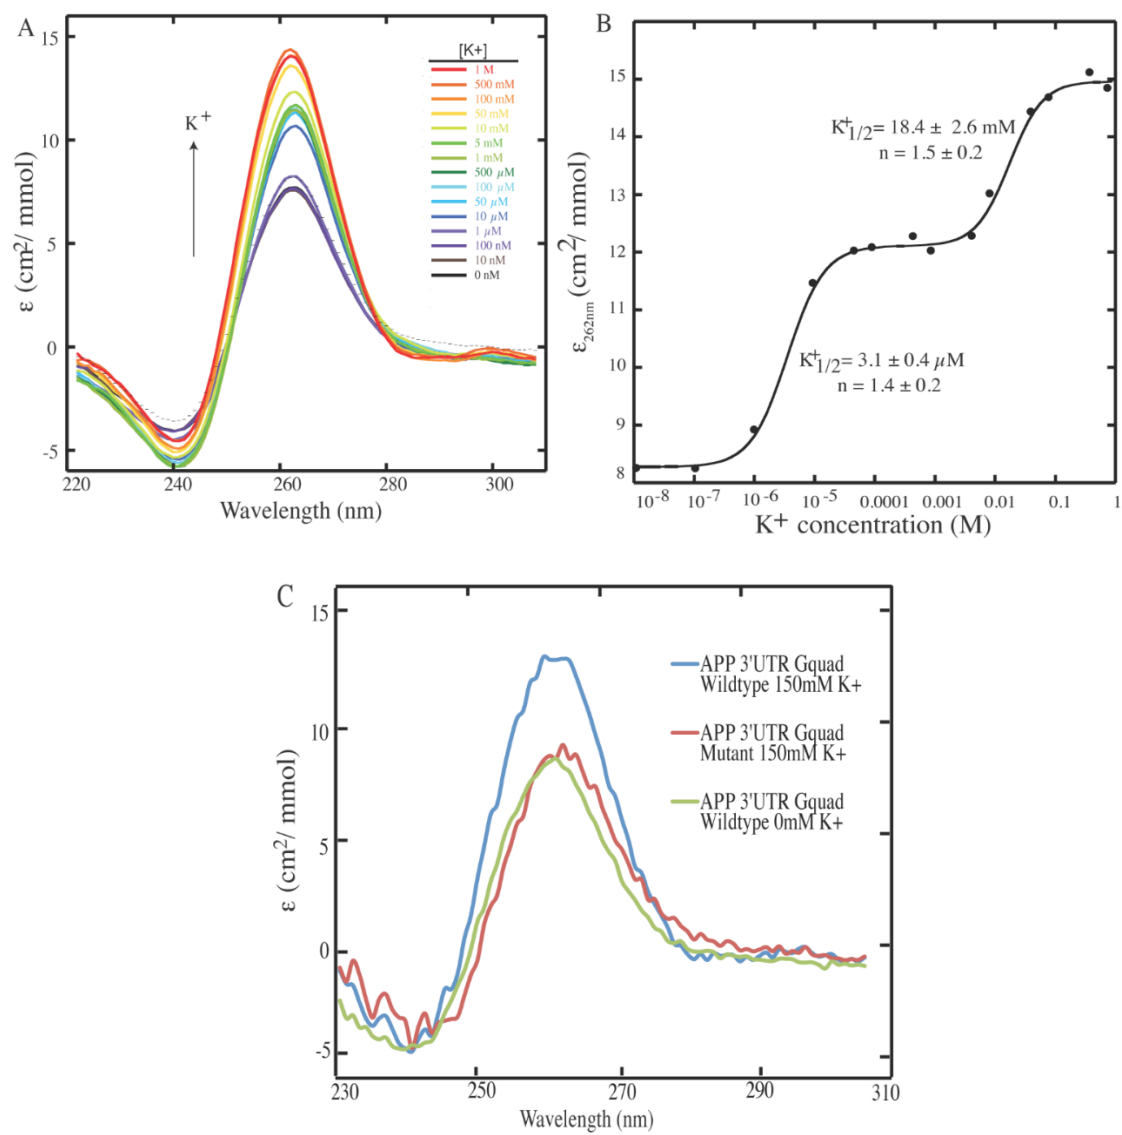 A
15
10
5
0
-5
220
240
260
280
300
Wavelength (nm)
ε (cm2/ mmol)
K+
[K+]
1 M
500 mM
100 mM
50 mM
10 mM
5 mM
1 mM
500 µM
100 µM
50 µM
10 µM
1 µM
100 nM
10 nM
0 nM
B
15
14
13
12
11
10
9
8
10-8
10-7
10-6
10-5
0.0001
0.001
0.01
0.1
1
K+ concentration (M)
ε262nm (cm2/ mmol)
K+1/2= 18.4 ± 2.6 mM
n = 1.5 ± 0.2
K+1/2= 3.1 ± 0.4 µM
n = 1.4 ± 0.2
C
15
10
5
0
-5
230
250
270
290
310
Wavelength (nm)
ε (cm2/ mmol)
APP 3'UTR Gquad
Wildtype 150mM K+
APP 3'UTR Gquad
Mutant 150mM K+
APP 3'UTR Gquad
Wildtype 0mM K+